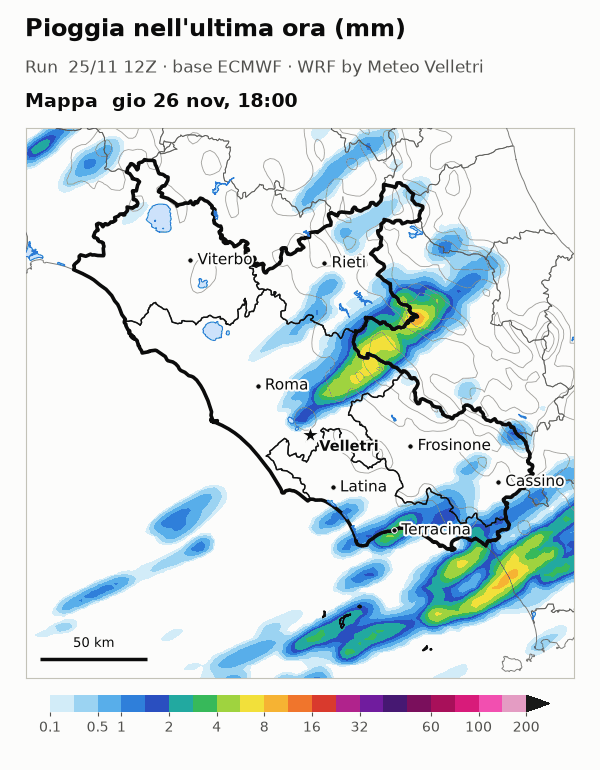 Pioggia nell'ultima ora (mm)
Run 25/11 12Z · base ECMWF · WRF by Meteo Velletri
Mappa gio 26 nov, 18:00
Viterbo
Rieti
Roma
Velletri
Frosinone
Latina
Cassino
Terracina
50 km
0.1 0.5 1 2 4 8 16 32 60 100 200